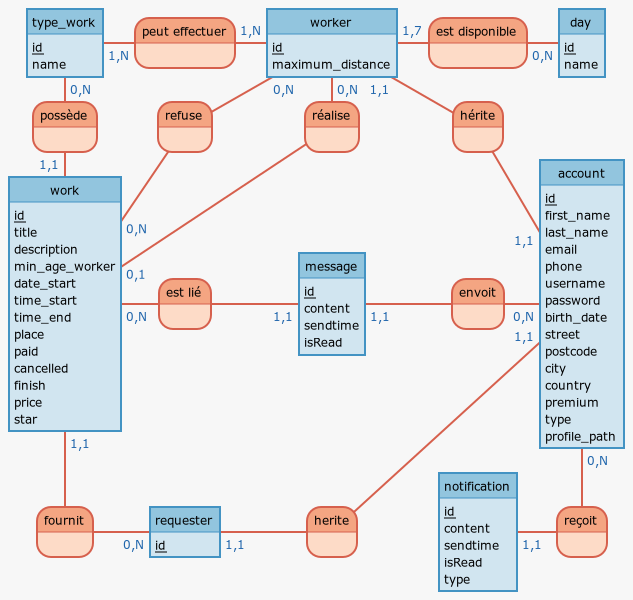 type_work
id
name
1,N
peut effectuer
1,N
worker
id
maximum_distance
1,7
est disponible
0,N
day
id
name
0,N
possède
1,1
0,N
refuse
0,N
0,N
réalise
0,1
1,1
hérite
1,1
work
id
title
description
min_age_worker
date_start
time_start
time_end
place
paid
cancelled
finish
price
star
0,N
est lié
1,1
message
id
content
sendtime
isRead
1,1
envoit
0,N
account
id
first_name
last_name
email
phone
username
password
birth_date
street
postcode
city
country
premium
type
profile_path
1,1
1,1
fournit
0,N
requester
id
1,1
herite
notification
id
content
sendtime
isRead
type
1,1
reçoit
0,N